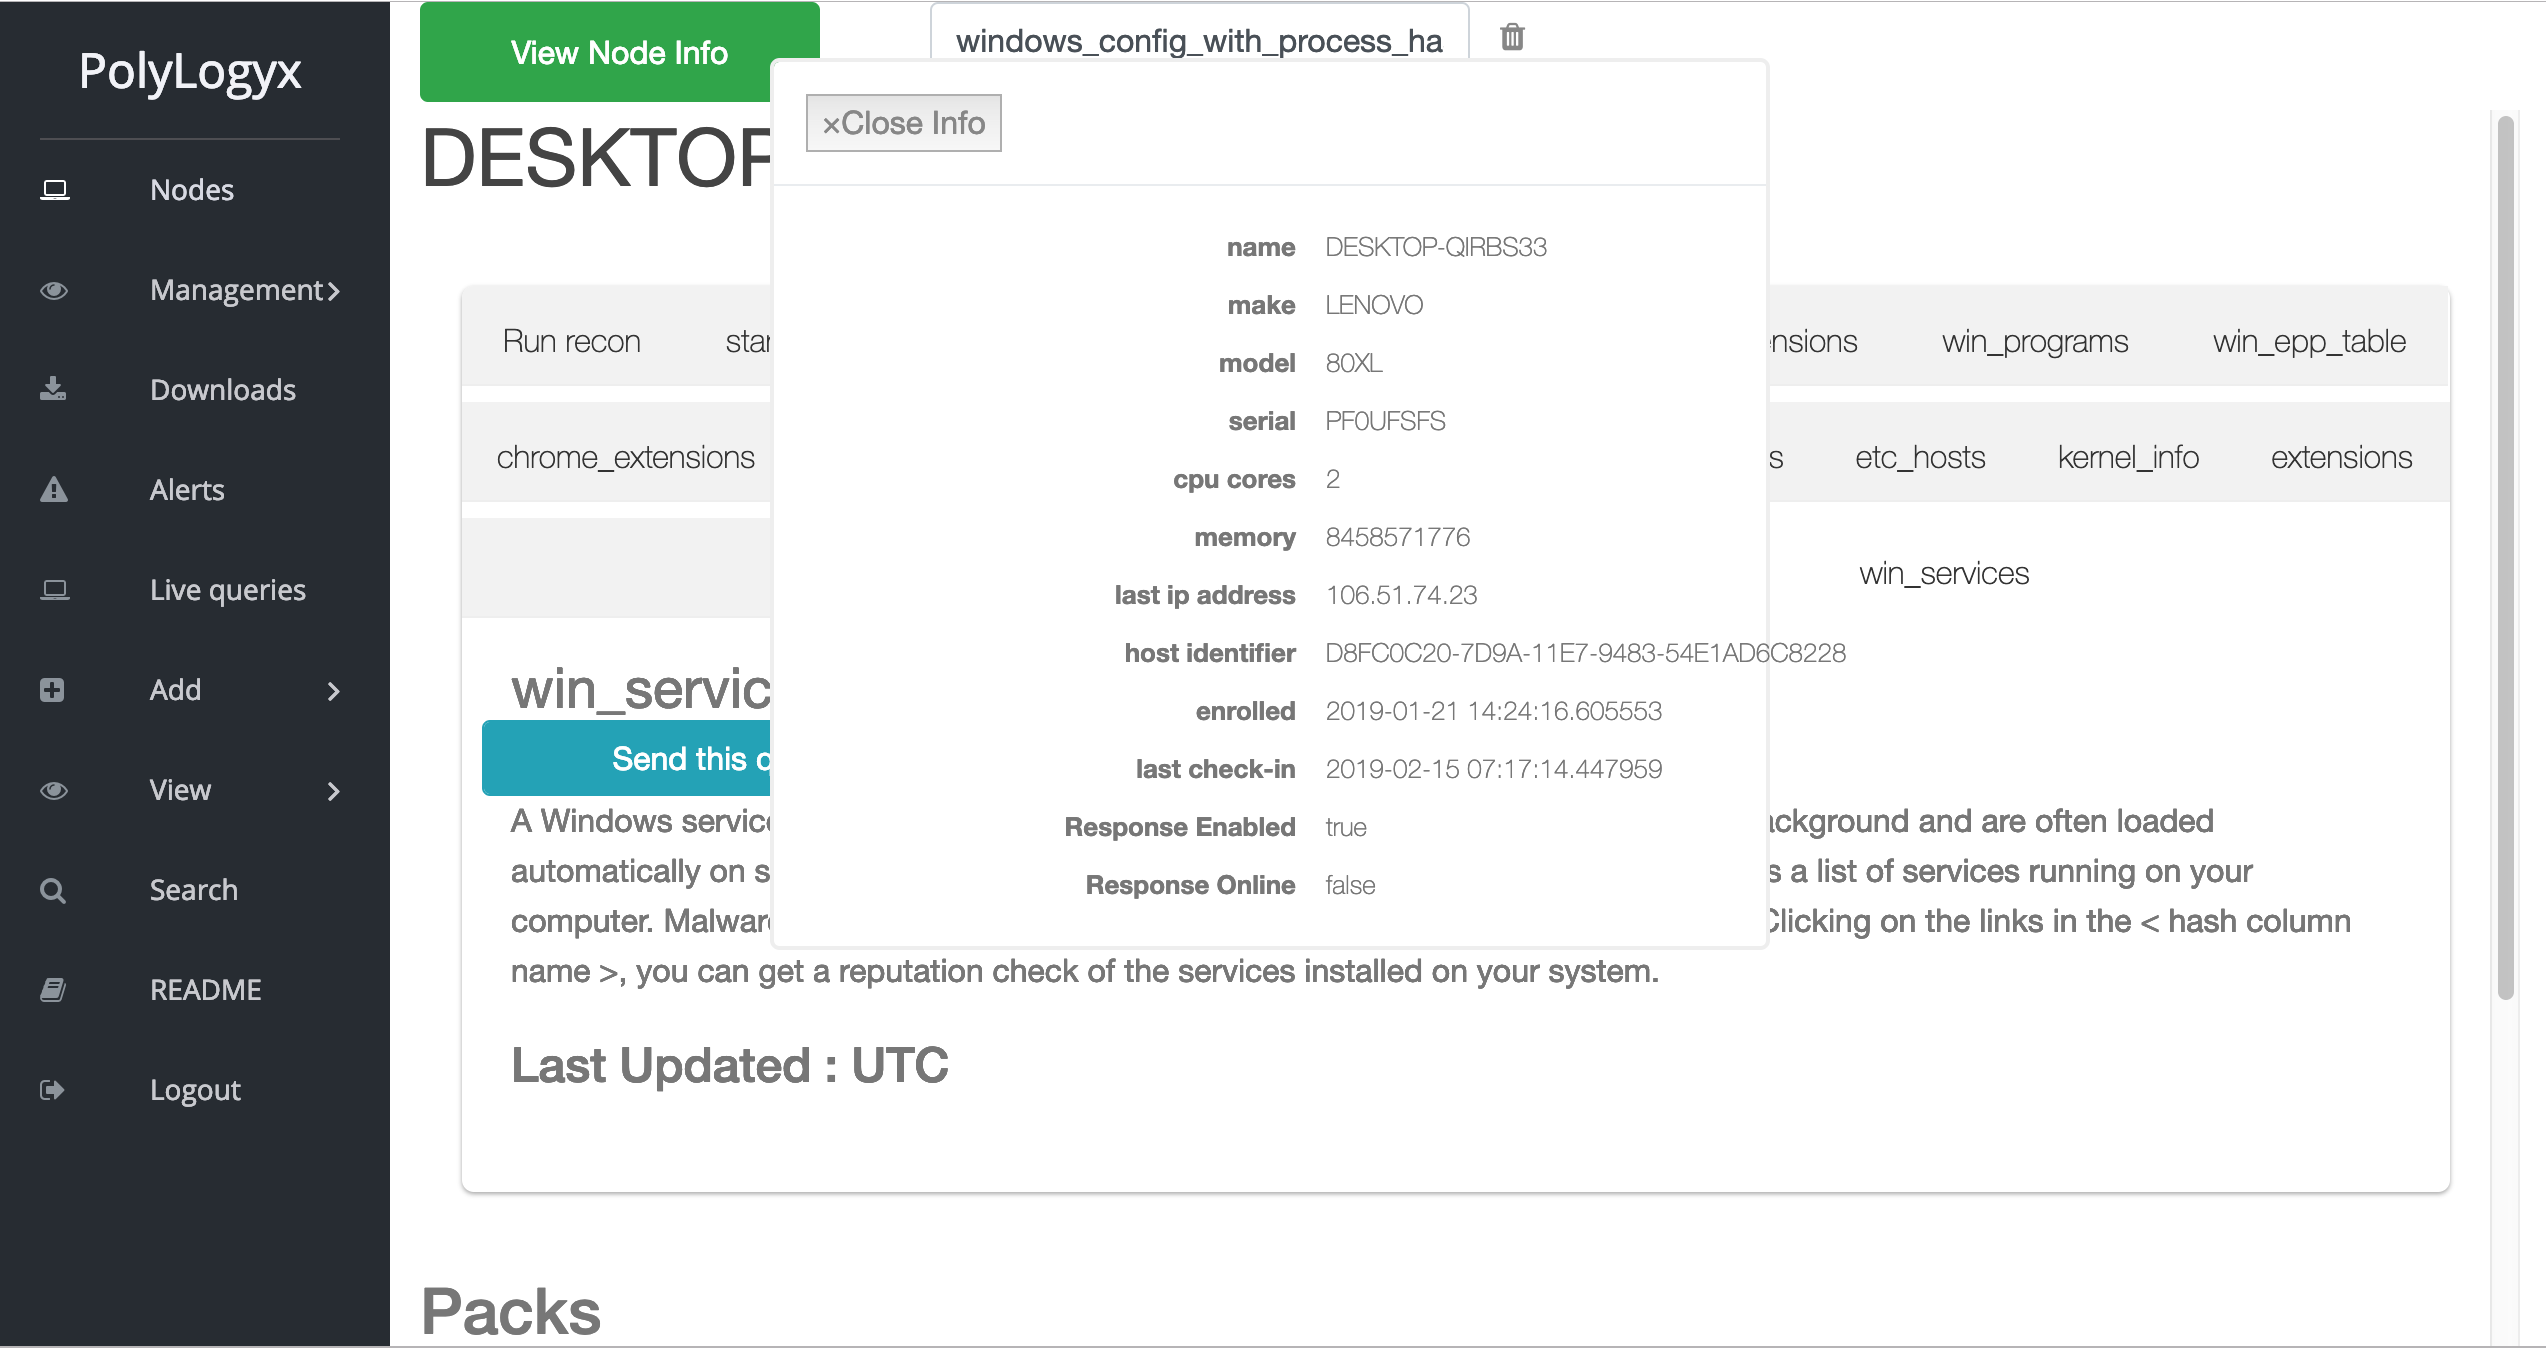 PolyLogyx
Nodes
Management
Downloads
Alerts
Live queries
Add
View
Search
README
Logout
View Node Info
windows_config_with_process_ha
×Close Info
DESKTOP
name DESKTOP-QIRBS33
make LENOVO
model 80XL
serial PF0UFSFS
cpu cores 2
memory 8458571776
last ip address 106.51.74.23
host identifier D8FC0C20-7D9A-11E7-9483-54E1AD6C8228
enrolled 2019-01-21 14:24:16.605553
last check-in 2019-02-15 07:17:14.447959
Response Enabled true
Response Online false
Run recon win_programs win_epp_table
chrome_extensions etc_hosts kernel_info extensions
win_services
win_servic
Send this
A Windows and are often loaded
automatically on a list of services running on your
computer. Clicking on the links in the < hash column
name >, you can get a reputation check of the services installed on your system.
Last Updated : UTC
Packs